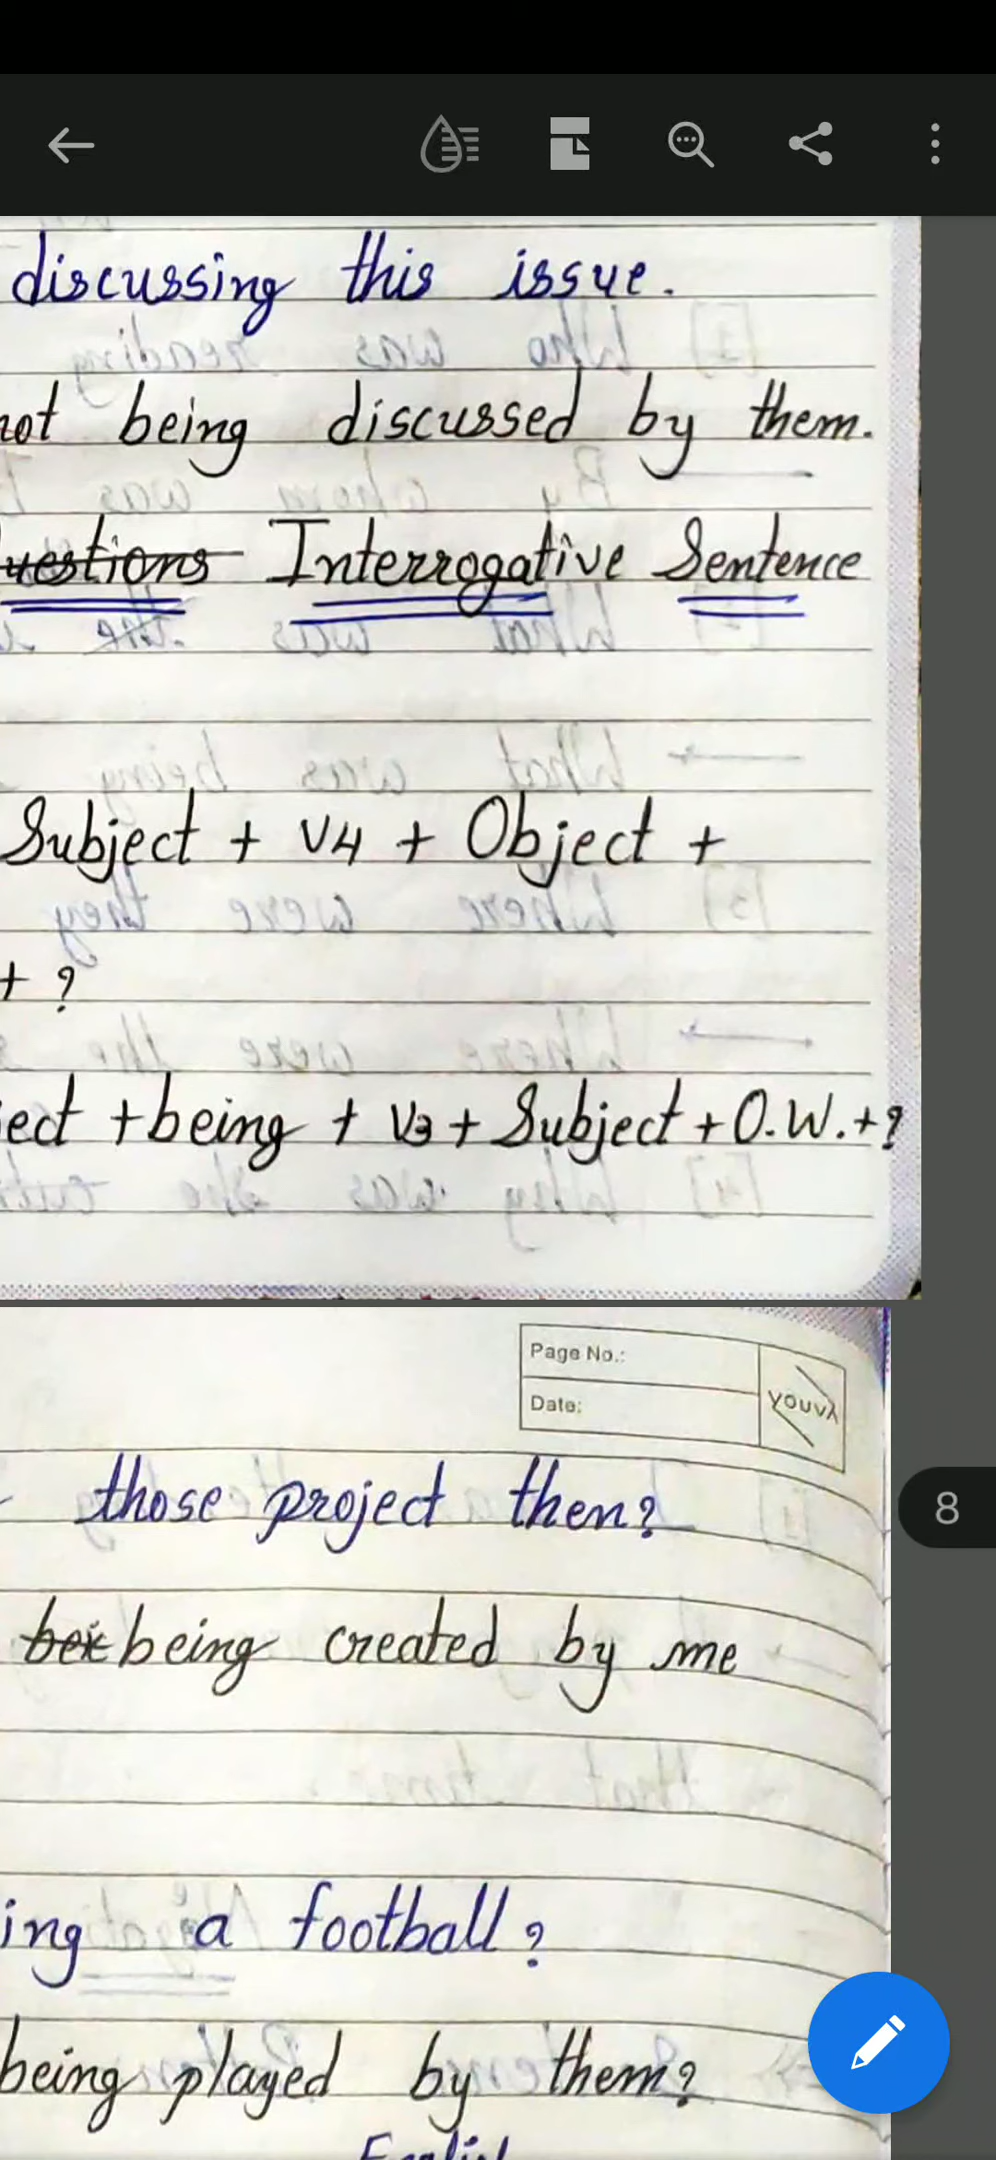 discussing this issue.
not being discussed by them.
uestions Interrogative Sentence
Subject + V4 + Object +
+ ?
ect + being + V3 + Subject + O.W. + ?
Page No.:
Date:
youva
those project then?
being created by me
ing a football?
being played by them?
English
8